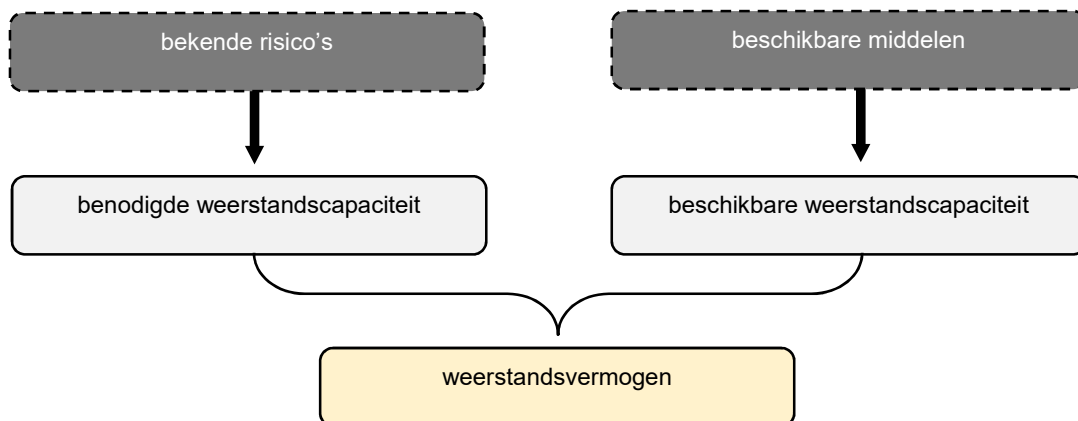 bekende risico’s
beschikbare middelen
benodigde weerstandscapaciteit
beschikbare weerstandscapaciteit
weerstandsvermogen